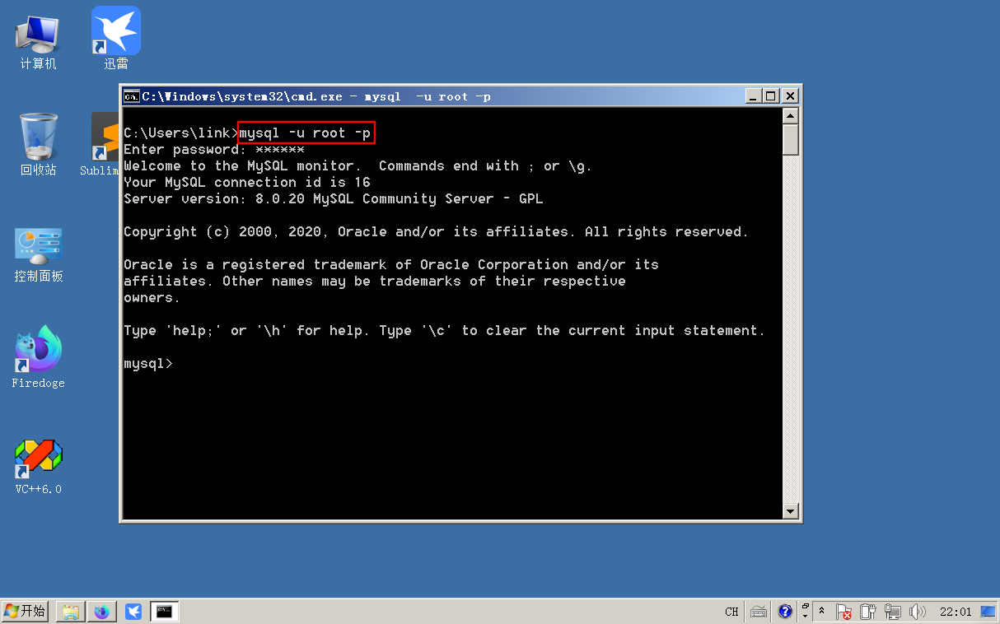 计算机
迅雷
回收站
Sublim
控制面板
Firedoge
VC++6.0
C:\Windows\system32\cmd.exe - mysql  -u root -p
C:\Users\link>mysql -u root -p
Enter password: ******
Welcome to the MySQL monitor.  Commands end with ; or \g.
Your MySQL connection id is 16
Server version: 8.0.20 MySQL Community Server - GPL
Copyright (c) 2000, 2020, Oracle and/or its affiliates. All rights reserved.
Oracle is a registered trademark of Oracle Corporation and/or its
affiliates. Other names may be trademarks of their respective
owners.
Type 'help;' or '\h' for help. Type '\c' to clear the current input statement.
mysql>
开始
CH
22:01